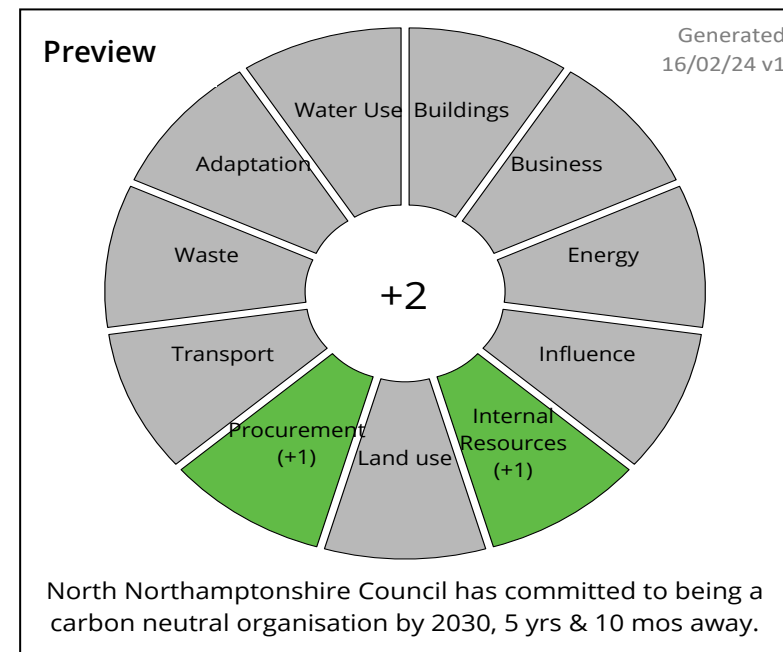 Preview
Generated
16/02/24 v1
Water Use
Buildings
Adaptation
Business
Waste
Energy
+2
Transport
Influence
Procurement
(+1)
Land use
Internal
Resources
(+1)
North Northamptonshire Council has committed to being a
carbon neutral organisation by 2030, 5 yrs & 10 mos away.